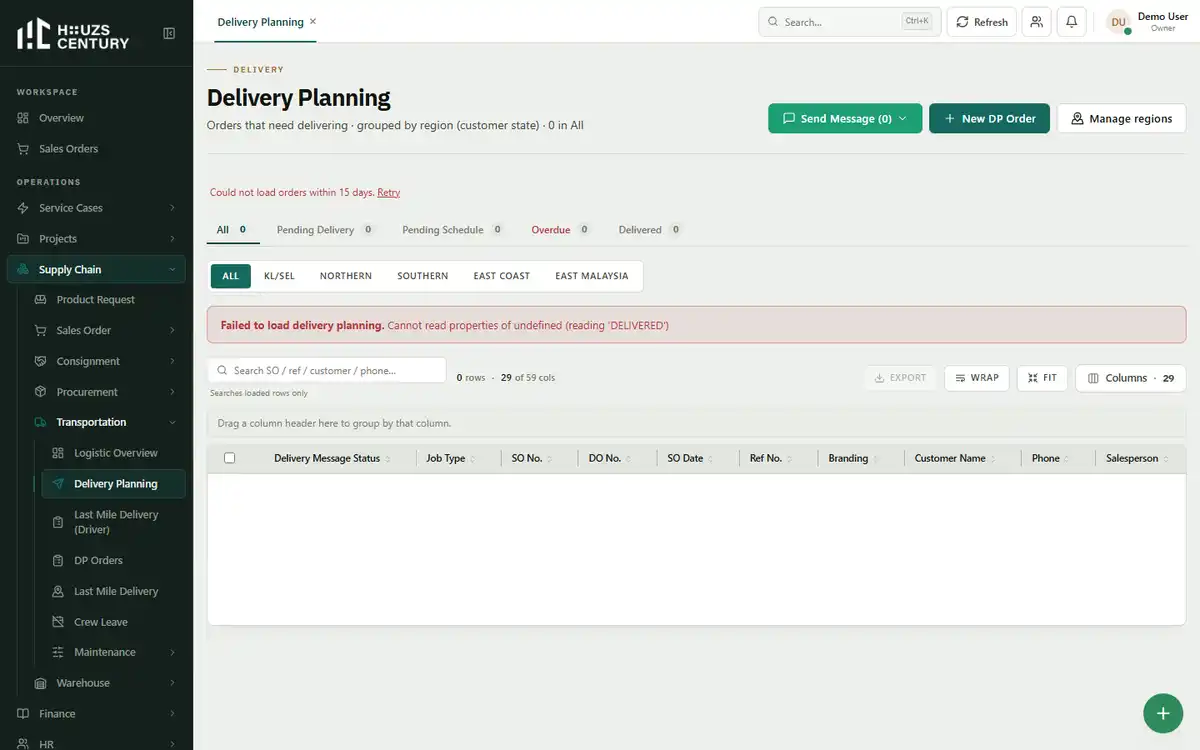 HOUZS
CENTURY
WORKSPACE
Overview
Sales Orders
OPERATIONS
Service Cases
Projects
Supply Chain
Product Request
Sales Order
Consignment
Procurement
Transportation
Logistic Overview
Delivery Planning
Last Mile Delivery
(Driver)
DP Orders
Last Mile Delivery
Crew Leave
Maintenance
Warehouse
Finance
HR
Delivery Planning ×
Search... Ctrl+K
Refresh
DU
Demo User
Owner
DELIVERY
Delivery Planning
Orders that need delivering · grouped by region (customer state) · 0 in All
Send Message (0)
New DP Order
Manage regions
Could not load orders within 15 days. Retry
All 0 Pending Delivery 0 Pending Schedule 0 Overdue 0 Delivered 0
ALL KL/SEL NORTHERN SOUTHERN EAST COAST EAST MALAYSIA
Failed to load delivery planning. Cannot read properties of undefined (reading 'DELIVERED')
Search SO / ref / customer / phone...
0 rows · 29 of 59 cols
EXPORT WRAP FIT Columns · 29
Searches loaded rows only
Drag a column header here to group by that column.
Delivery Message Status Job Type SO No. DO No. SO Date Ref No. Branding Customer Name Phone Salesperson